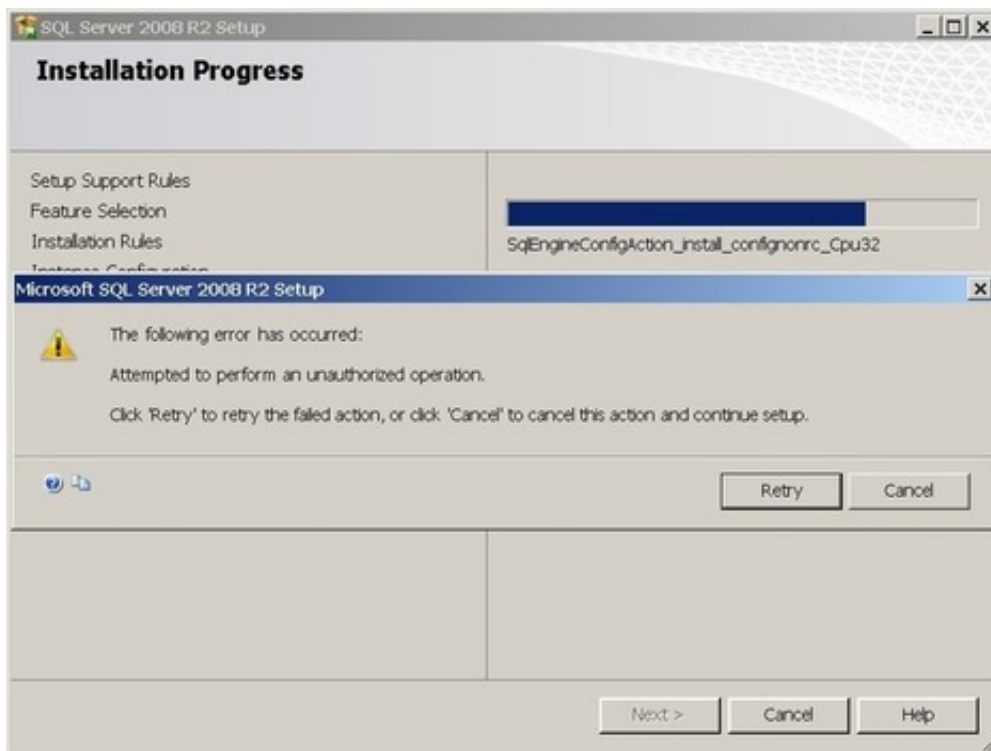 SQL Server 2008 R2 Setup
Installation Progress
Setup Support Rules
Feature Selection
Installation Rules
Instance Configuration
SqlEngineConfigAction_install_confignonrc_Cpu32
Microsoft SQL Server 2008 R2 Setup
The following error has occurred:
Attempted to perform an unauthorized operation.
Click 'Retry' to retry the failed action, or click 'Cancel' to cancel this action and continue setup.
Retry
Cancel
Next >
Cancel
Help